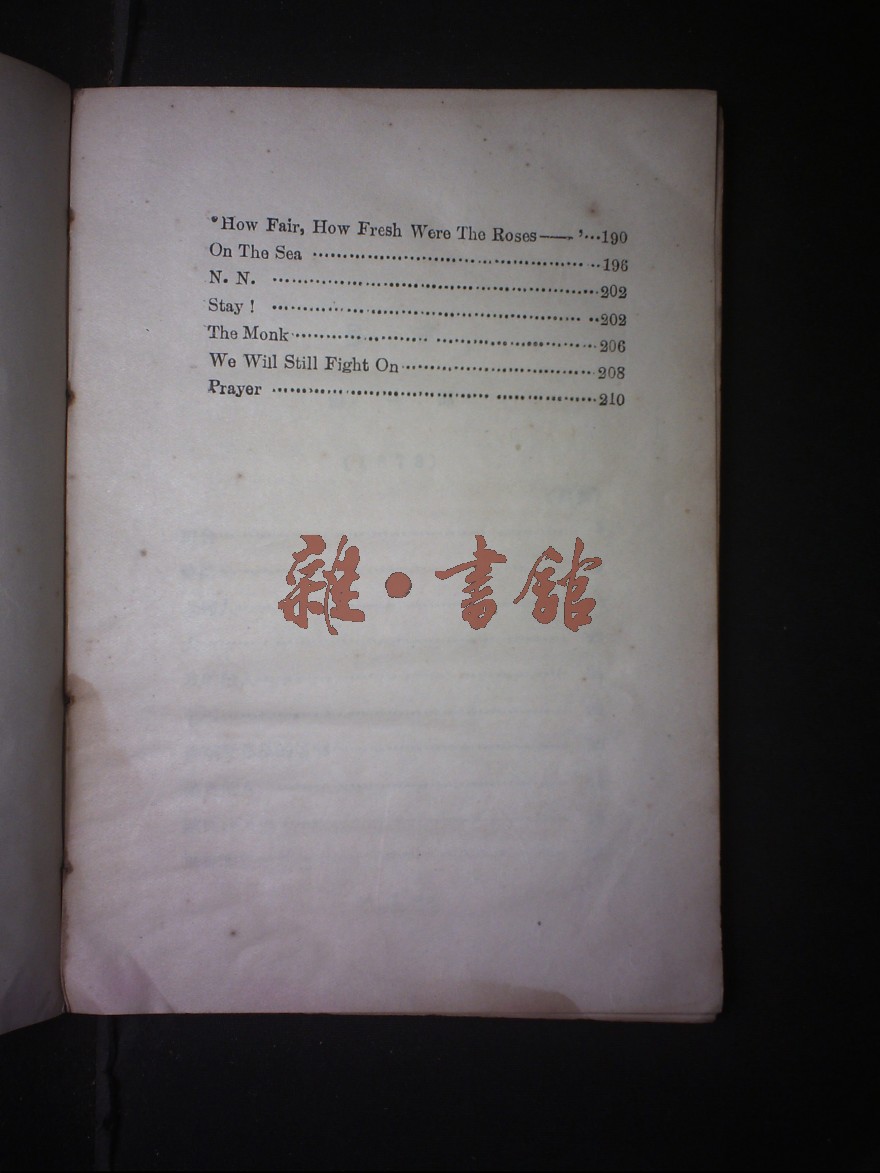 ‘How Fair, How Fresh Were The Roses——’...190
On The Sea ........................................196
N. N. ........................................202
Stay ! ........................................202
The Monk........................................206
We Will Still Fight On..............................208
Prayer ........................................210
雜·書館